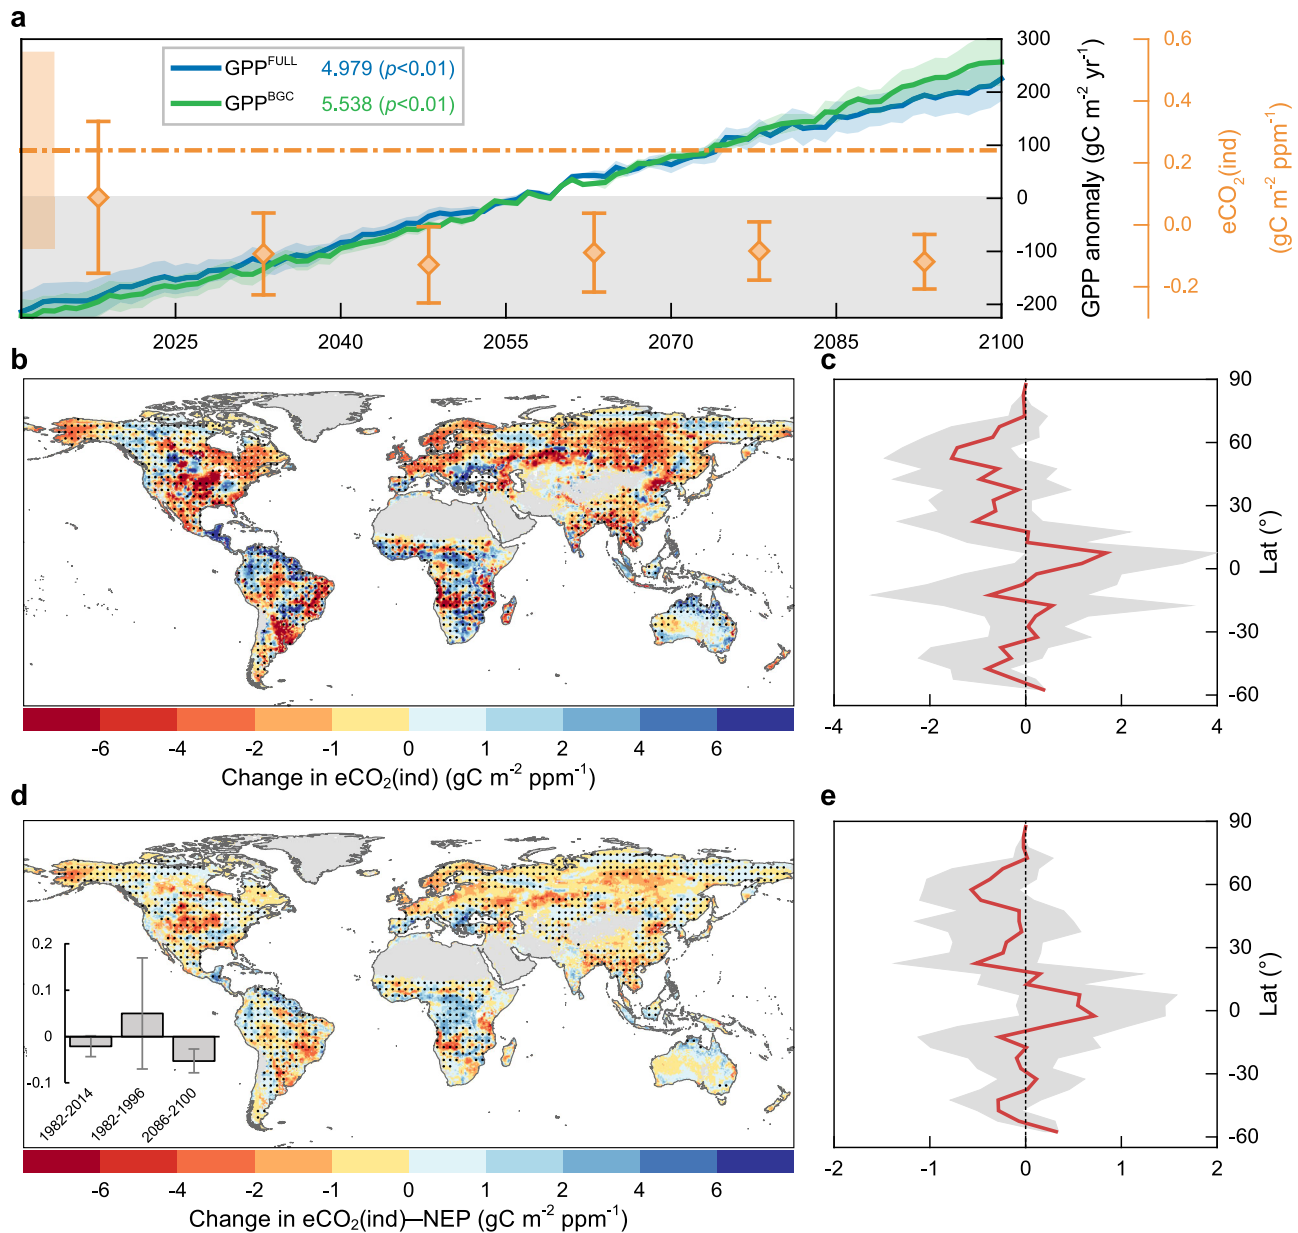 a
GPPFULL 4.979 (p<0.01)
GPPBGC 5.538 (p<0.01)
300
200
100
0
-100
-200
GPP anomaly (gC m⁻² yr⁻¹)
0.6
0.4
0.2
0.0
-0.2
eCO₂(ind)
(gC m⁻² ppm⁻¹)
2025 2040 2055 2070 2085 2100
b
-6 -4 -2 -1 0 1 2 4 6
Change in eCO₂(ind) (gC m⁻² ppm⁻¹)
c
90
60
30
0
-30
-60
Lat (°)
-4 -2 0 2 4
d
0.2
0.1
0
-0.1
1982-2014
1982-1996
2086-2100
-6 -4 -2 -1 0 1 2 4 6
Change in eCO₂(ind)—NEP (gC m⁻² ppm⁻¹)
e
90
60
30
0
-30
-60
Lat (°)
-2 -1 0 1 2